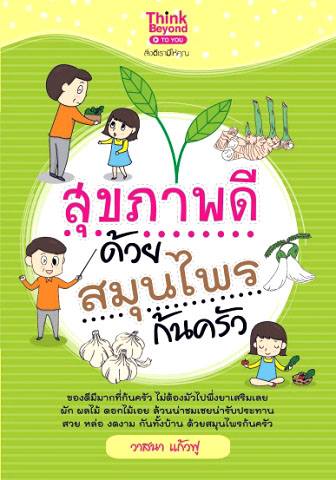 Think
Beyond
TO YOU
สิ่งดีเรามีให้คุณ
สุขภาพดี
ด้วย
สมุนไพร
ก้นครัว
ของดีมีมากที่ก้นครัว ไม่ต้องมัวไปพึ่งยาเสริมเลย
ผัก ผลไม้ ดอกไม้เอย ล้วนน่าชมเชยน่ารับประทาน
สวย หล่อ งดงาม กันทั้งบ้าน ด้วยสมุนไพรก้นครัว
วาสนา แก้วฟู